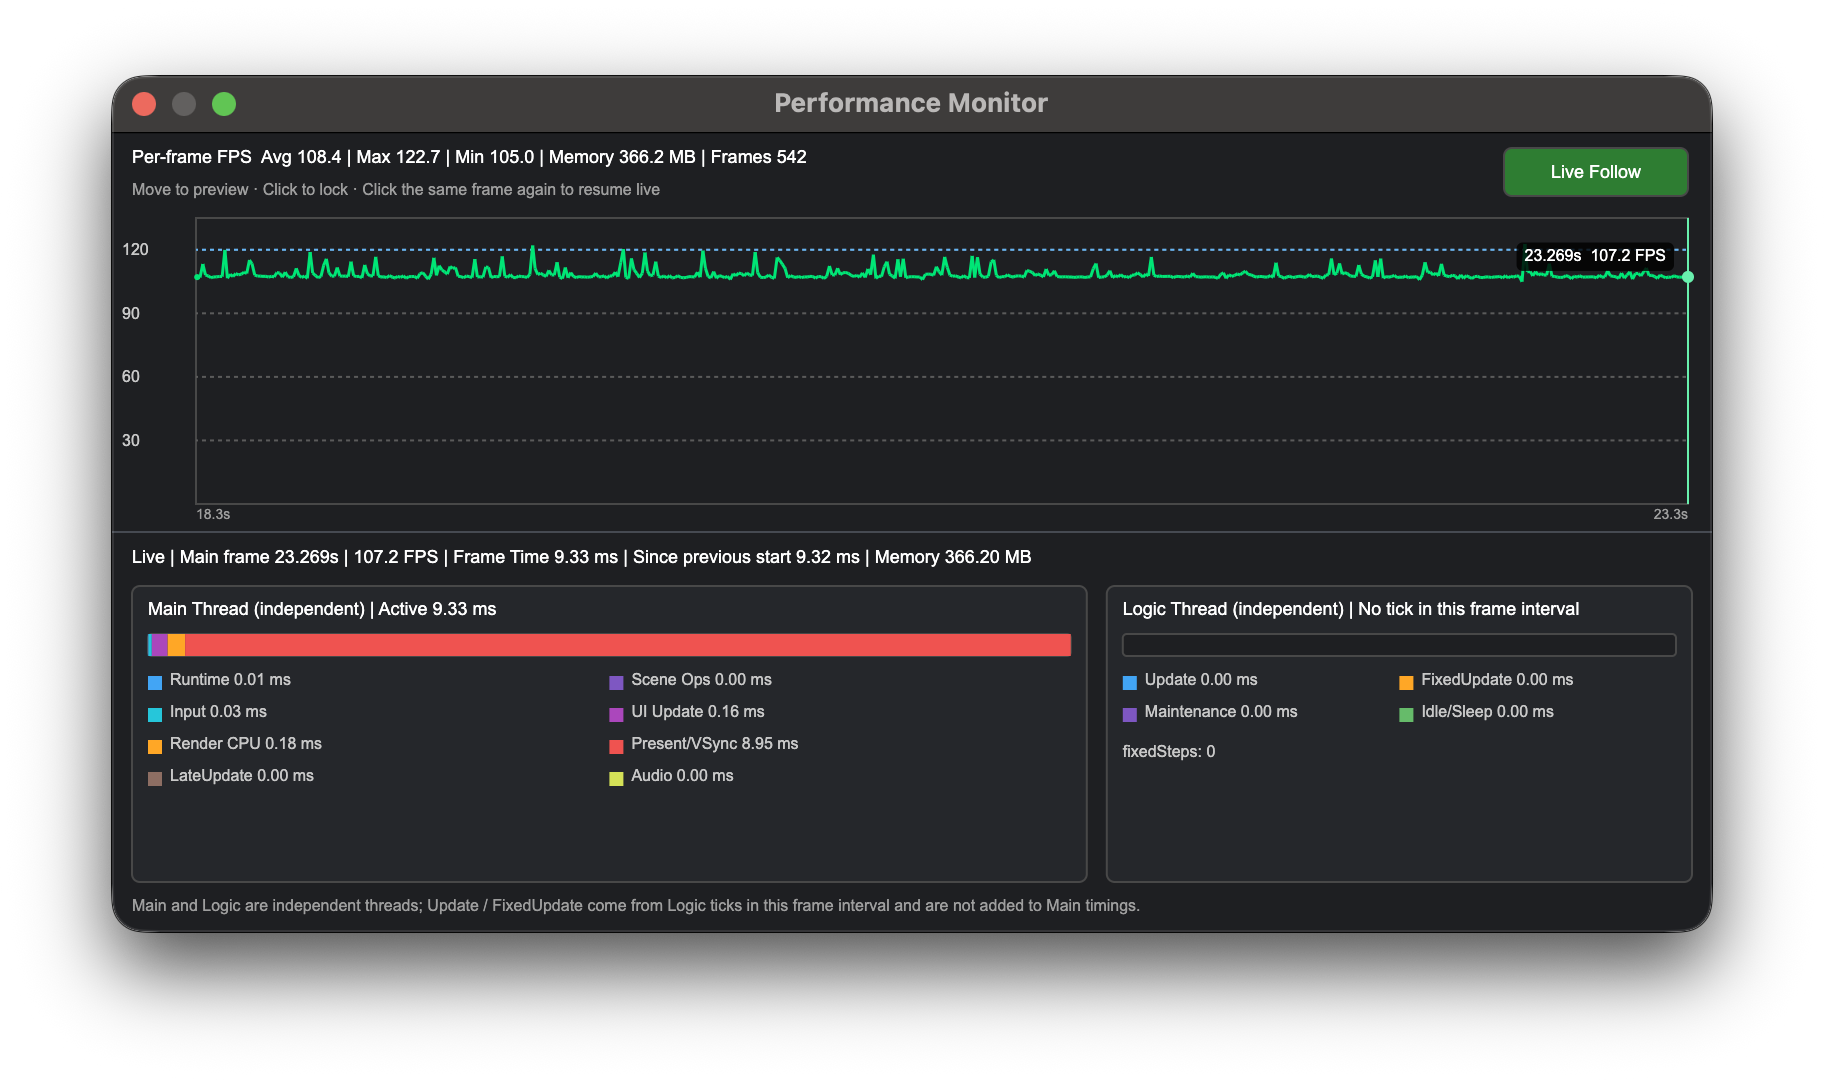 Performance Monitor
Per-frame FPS  Avg 108.4 | Max 122.7 | Min 105.0 | Memory 366.2 MB | Frames 542
Move to preview · Click to lock · Click the same frame again to resume live
Live Follow
120
23.269s  107.2 FPS
90
60
30
18.3s
23.3s
Live | Main frame 23.269s | 107.2 FPS | Frame Time 9.33 ms | Since previous start 9.32 ms | Memory 366.20 MB
Main Thread (independent) | Active 9.33 ms
Runtime 0.01 ms
Scene Ops 0.00 ms
Input 0.03 ms
UI Update 0.16 ms
Render CPU 0.18 ms
Present/VSync 8.95 ms
LateUpdate 0.00 ms
Audio 0.00 ms
Logic Thread (independent) | No tick in this frame interval
Update 0.00 ms
FixedUpdate 0.00 ms
Maintenance 0.00 ms
Idle/Sleep 0.00 ms
fixedSteps: 0
Main and Logic are independent threads; Update / FixedUpdate come from Logic ticks in this frame interval and are not added to Main timings.